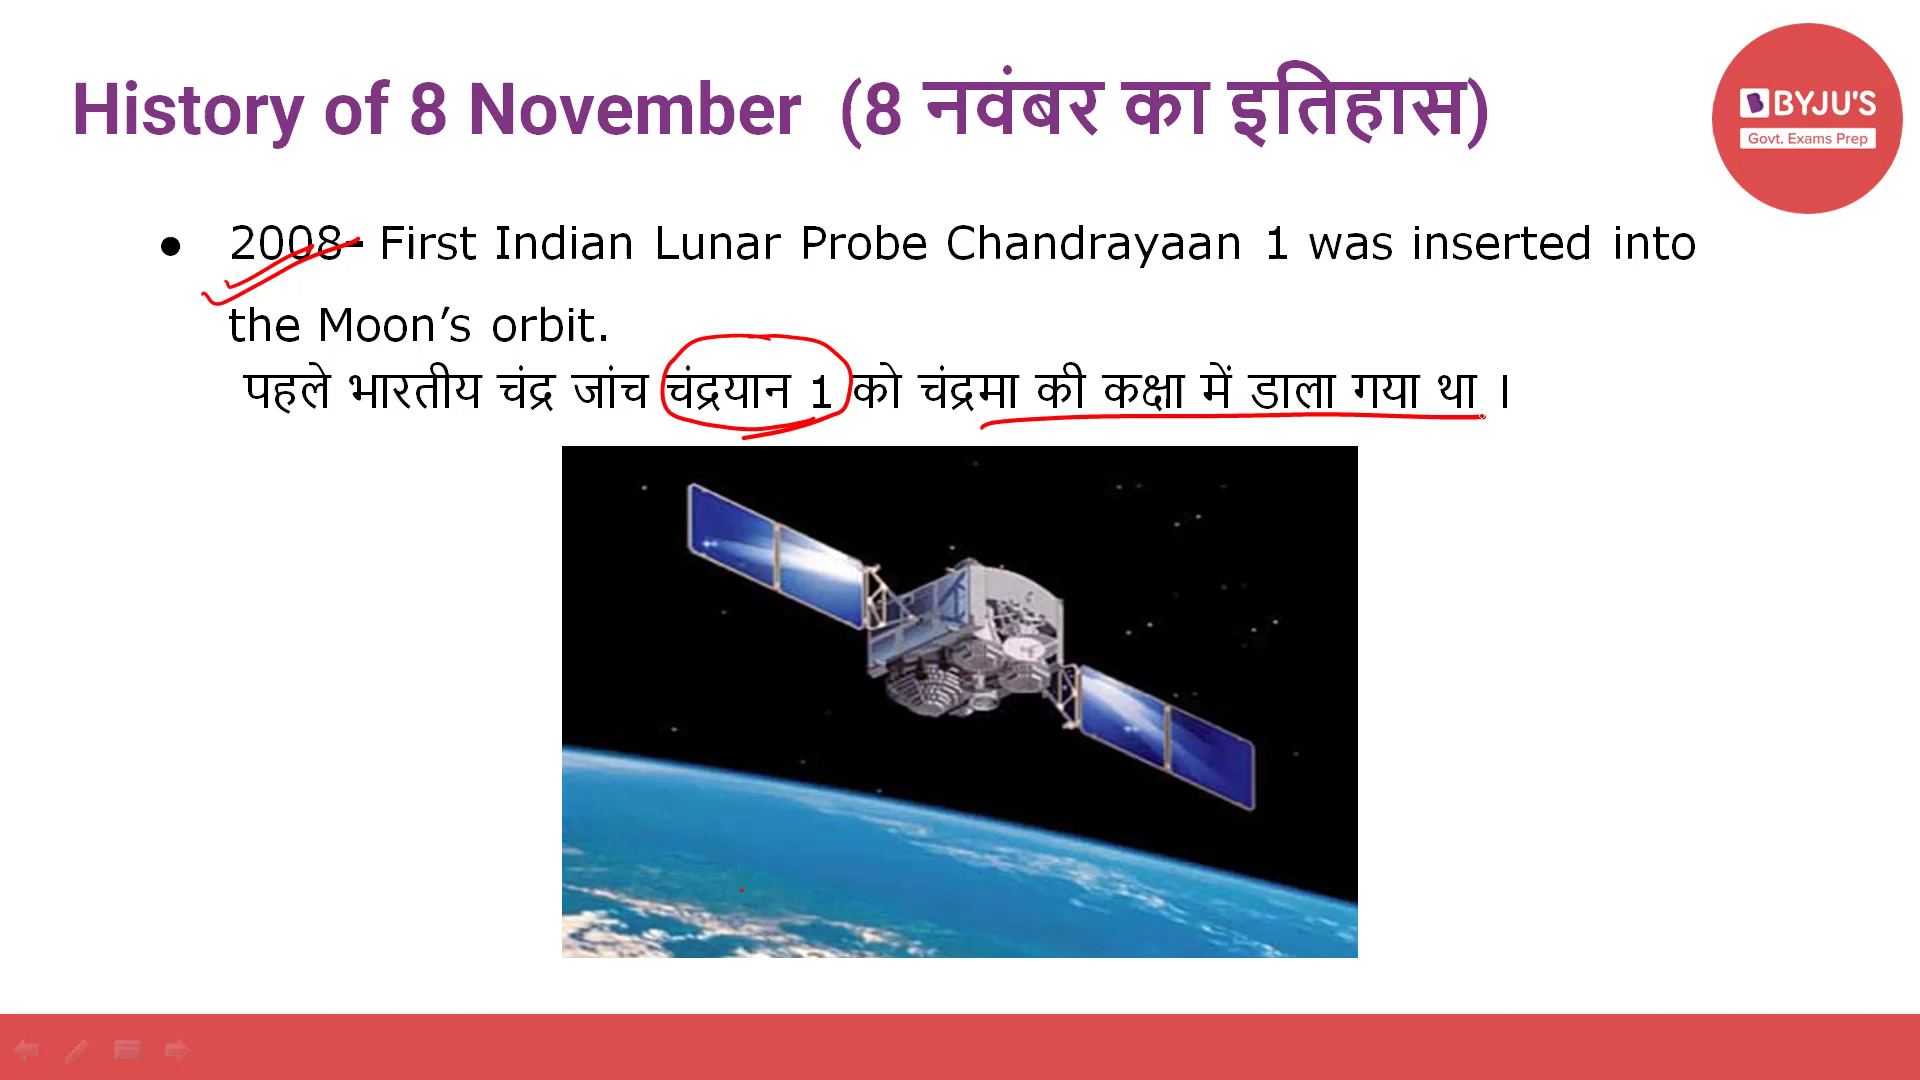 History of 8 November (8 नवंबर का इतिहास)
BYJU'S
Govt. Exams Prep
● 2008- First Indian Lunar Probe Chandrayaan 1 was inserted into
the Moon’s orbit.
पहले भारतीय चंद्र जांच चंद्रयान 1 को चंद्रमा की कक्षा में डाला गया था ।